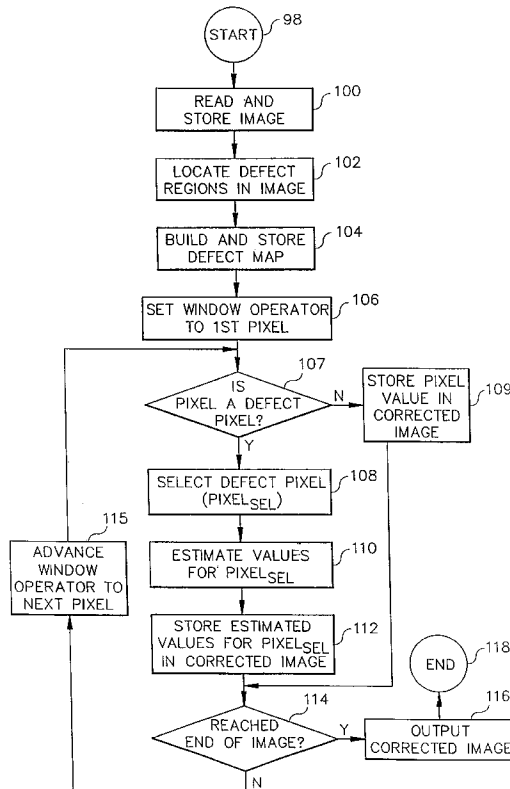 START
98
READ AND
STORE IMAGE
100
LOCATE DEFECT
REGIONS IN IMAGE
102
BUILD AND STORE
DEFECT MAP
104
SET WINDOW OPERATOR
TO 1ST PIXEL
106
IS
PIXEL A DEFECT
PIXEL?
107
N
Y
STORE PIXEL
VALUE IN
CORRECTED
IMAGE
109
SELECT DEFECT PIXEL
(PIXELSEL)
108
ESTIMATE VALUES
FOR PIXELSEL
110
STORE ESTIMATED
VALUES FOR PIXELSEL
IN CORRECTED IMAGE
112
115
ADVANCE
WINDOW
OPERATOR TO
NEXT PIXEL
REACHED
END OF IMAGE?
114
Y
N
OUTPUT
CORRECTED IMAGE
116
END
118